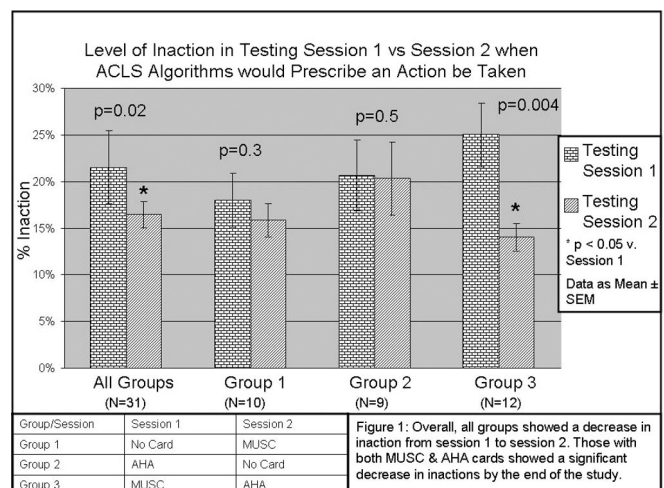 Level of Inaction in Testing Session 1 vs Session 2 when
ACLS Algorithms would Prescribe an Action be Taken
30%
25%
20%
15%
10%
5%
0%
% Inaction
p=0.02
p=0.3
p=0.5
p=0.004
*
*
All Groups
(N=31)
Group 1
(N=10)
Group 2
(N=9)
Group 3
(N=12)
Testing
Session 1
Testing
Session 2
* p < 0.05 v.
Session 1
Data as Mean ±
SEM
Group/Session Session 1 Session 2
Group 1 No Card MUSC
Group 2 AHA No Card
Group 3 MUSC AHA
Figure 1: Overall, all groups showed a decrease in
inaction from session 1 to session 2. Those with
both MUSC & AHA cards showed a significant
decrease in inactions by the end of the study.